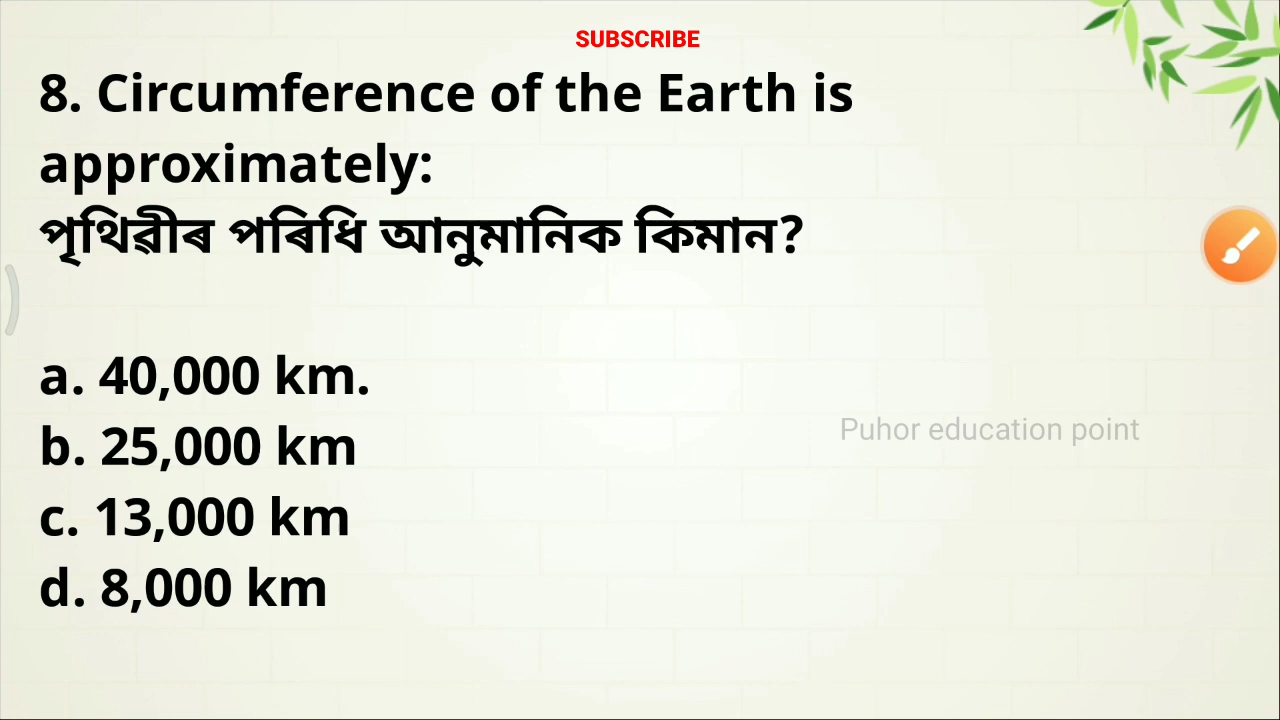 SUBSCRIBE
8. Circumference of the Earth is
approximately:
পৃথিৱীৰ পৰিধি আনুমানিক কিমান?
a. 40,000 km.
b. 25,000 km
Puhor education point
c. 13,000 km
d. 8,000 km